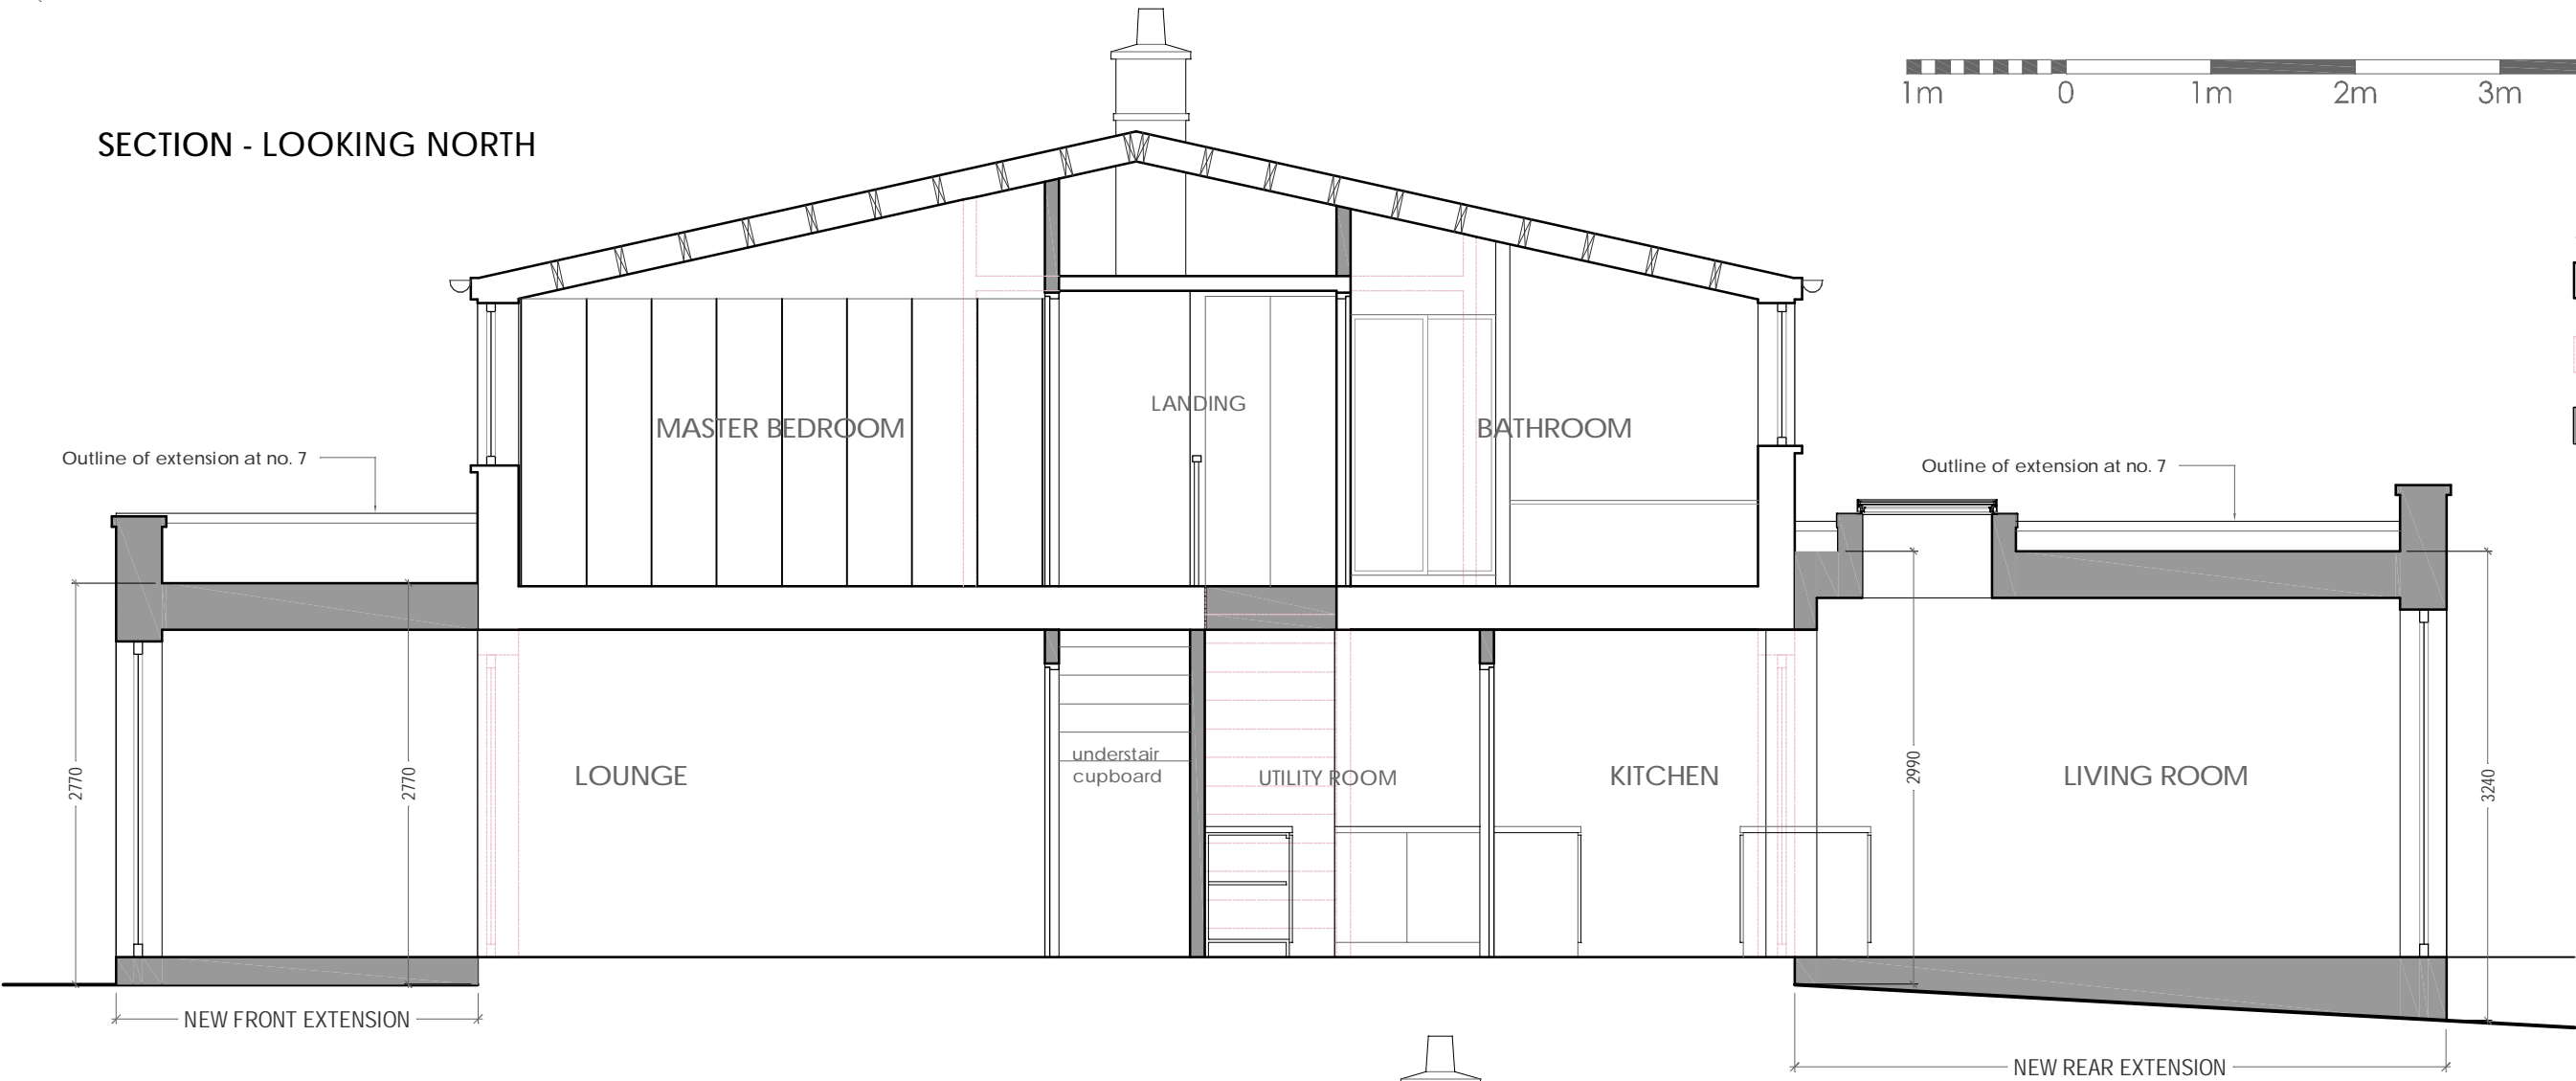 1m 0 1m 2m 3m
SECTION - LOOKING NORTH
LANDING
MASTER BEDROOM
BATHROOM
Outline of extension at no. 7
Outline of extension at no. 7
understair
cupboard
LOUNGE
UTILITY ROOM
KITCHEN
LIVING ROOM
2770
2770
2990
3240
NEW FRONT EXTENSION
NEW REAR EXTENSION